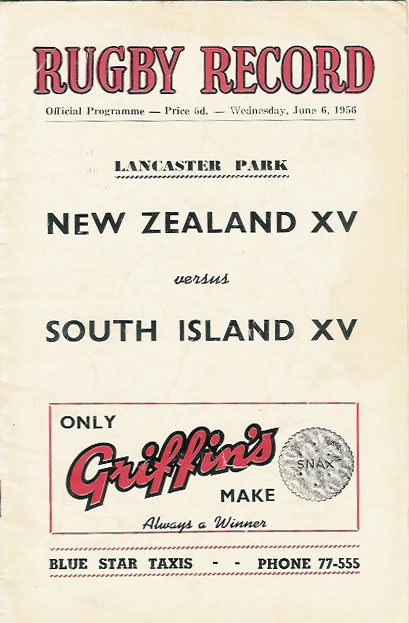 RUGBY RECORD
Official Programme — Price 6d. — Wednesday, June 6, 1956
LANCASTER PARK
NEW ZEALAND XV
versus
SOUTH ISLAND XV
ONLY
Griffin's
SNAX
MAKE
Always a Winner
BLUE STAR TAXIS - - PHONE 77-555